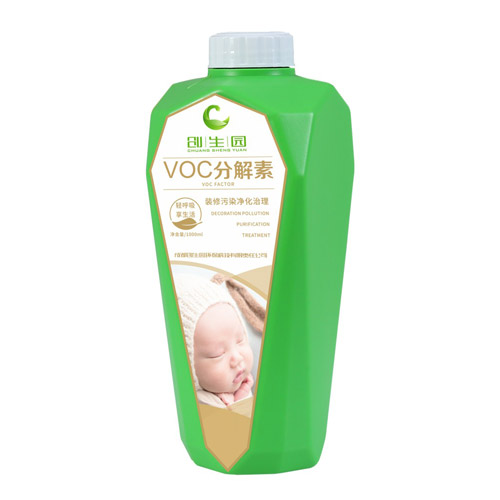 创生园
CHUANG SHENG YUAN
VOC分解素
VOC FACTOR
轻呼吸
享生活
净含量/1000ml
装修污染净化治理
DECORATION POLLUTION
PURIFICATION
TREATMENT